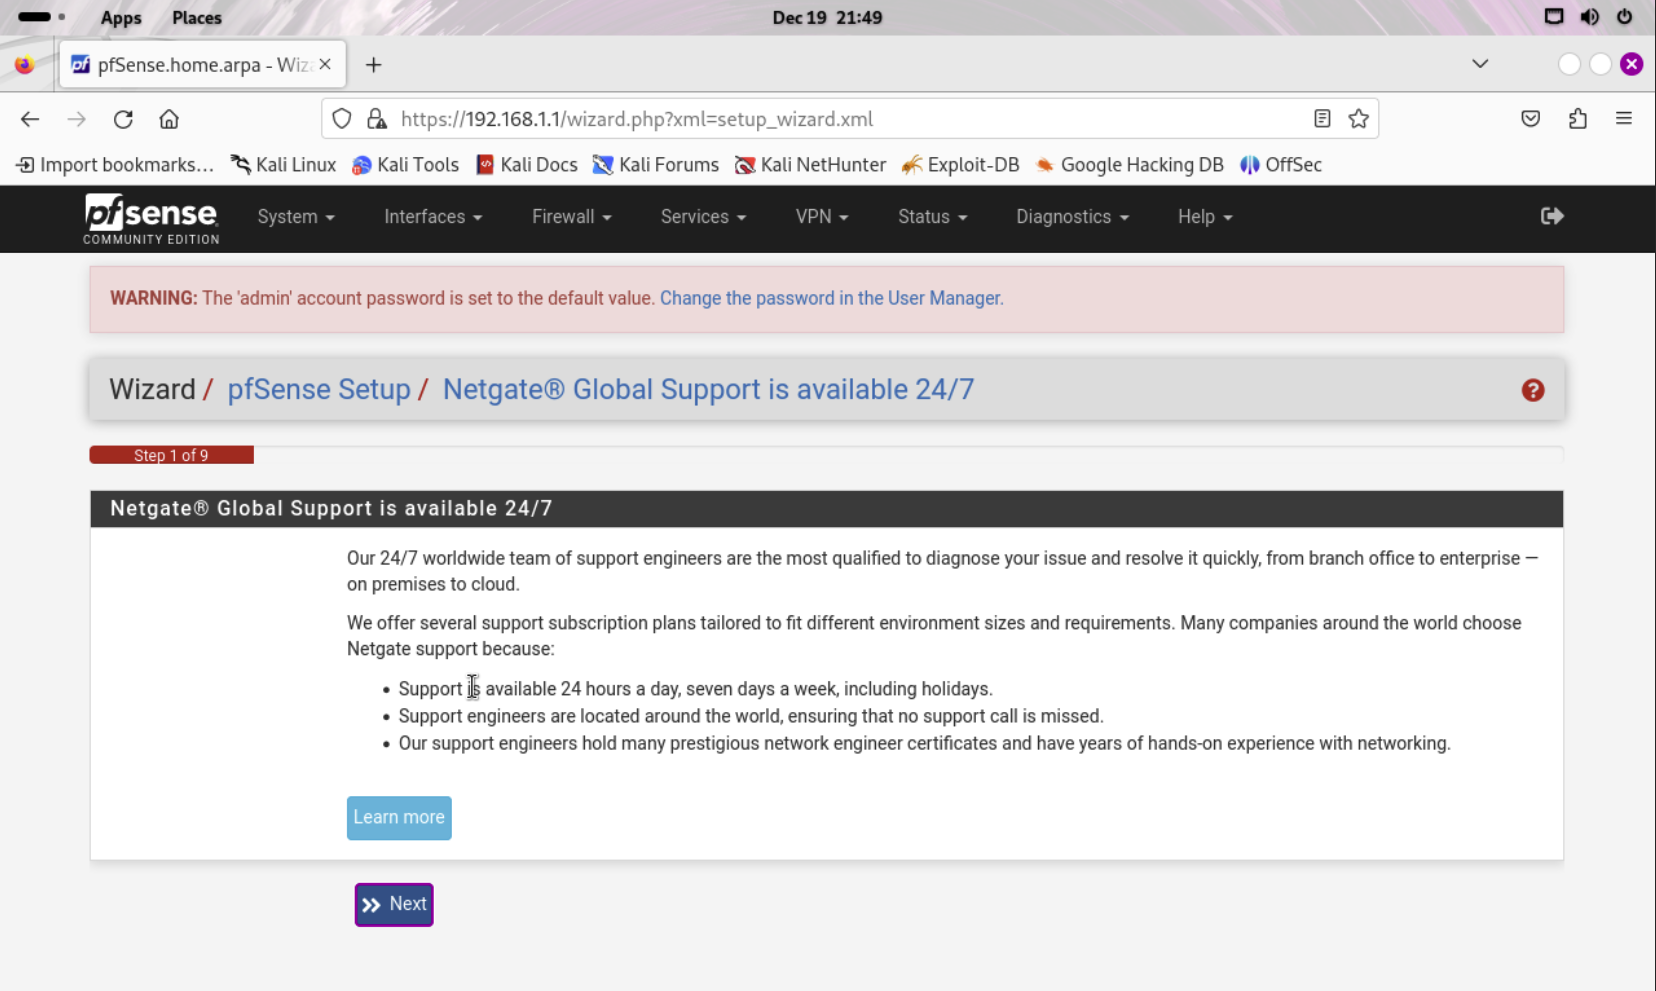 Apps Places Dec 19 21:49
pfSense.home.arpa - Wiz
https://192.168.1.1/wizard.php?xml=setup_wizard.xml
Import bookmarks... Kali Linux Kali Tools Kali Docs Kali Forums Kali NetHunter Exploit-DB Google Hacking DB OffSec
pfsense System Interfaces Firewall Services VPN Status Diagnostics Help
COMMUNITY EDITION
WARNING: The 'admin' account password is set to the default value. Change the password in the User Manager.
Wizard / pfSense Setup / Netgate® Global Support is available 24/7
Step 1 of 9
Netgate® Global Support is available 24/7
Our 24/7 worldwide team of support engineers are the most qualified to diagnose your issue and resolve it quickly, from branch office to enterprise —
on premises to cloud.
We offer several support subscription plans tailored to fit different environment sizes and requirements. Many companies around the world choose
Netgate support because:
• Support is available 24 hours a day, seven days a week, including holidays.
• Support engineers are located around the world, ensuring that no support call is missed.
• Our support engineers hold many prestigious network engineer certificates and have years of hands-on experience with networking.
Learn more
Next